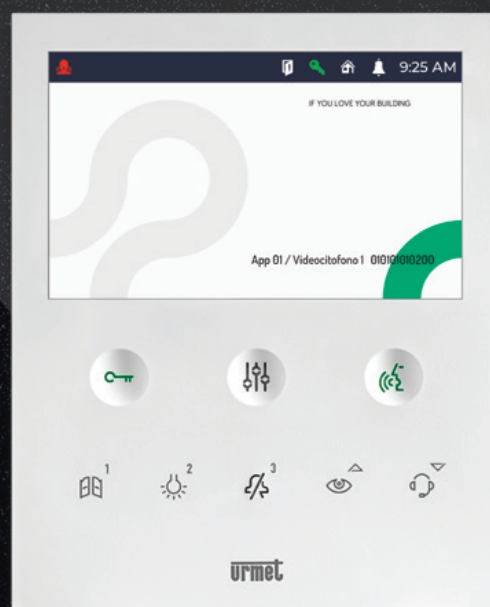 9:25 AM
IF YOU LOVE YOUR BUILDING
App 01 / Videocitofono 1 010101010200
1
2
3
urmet